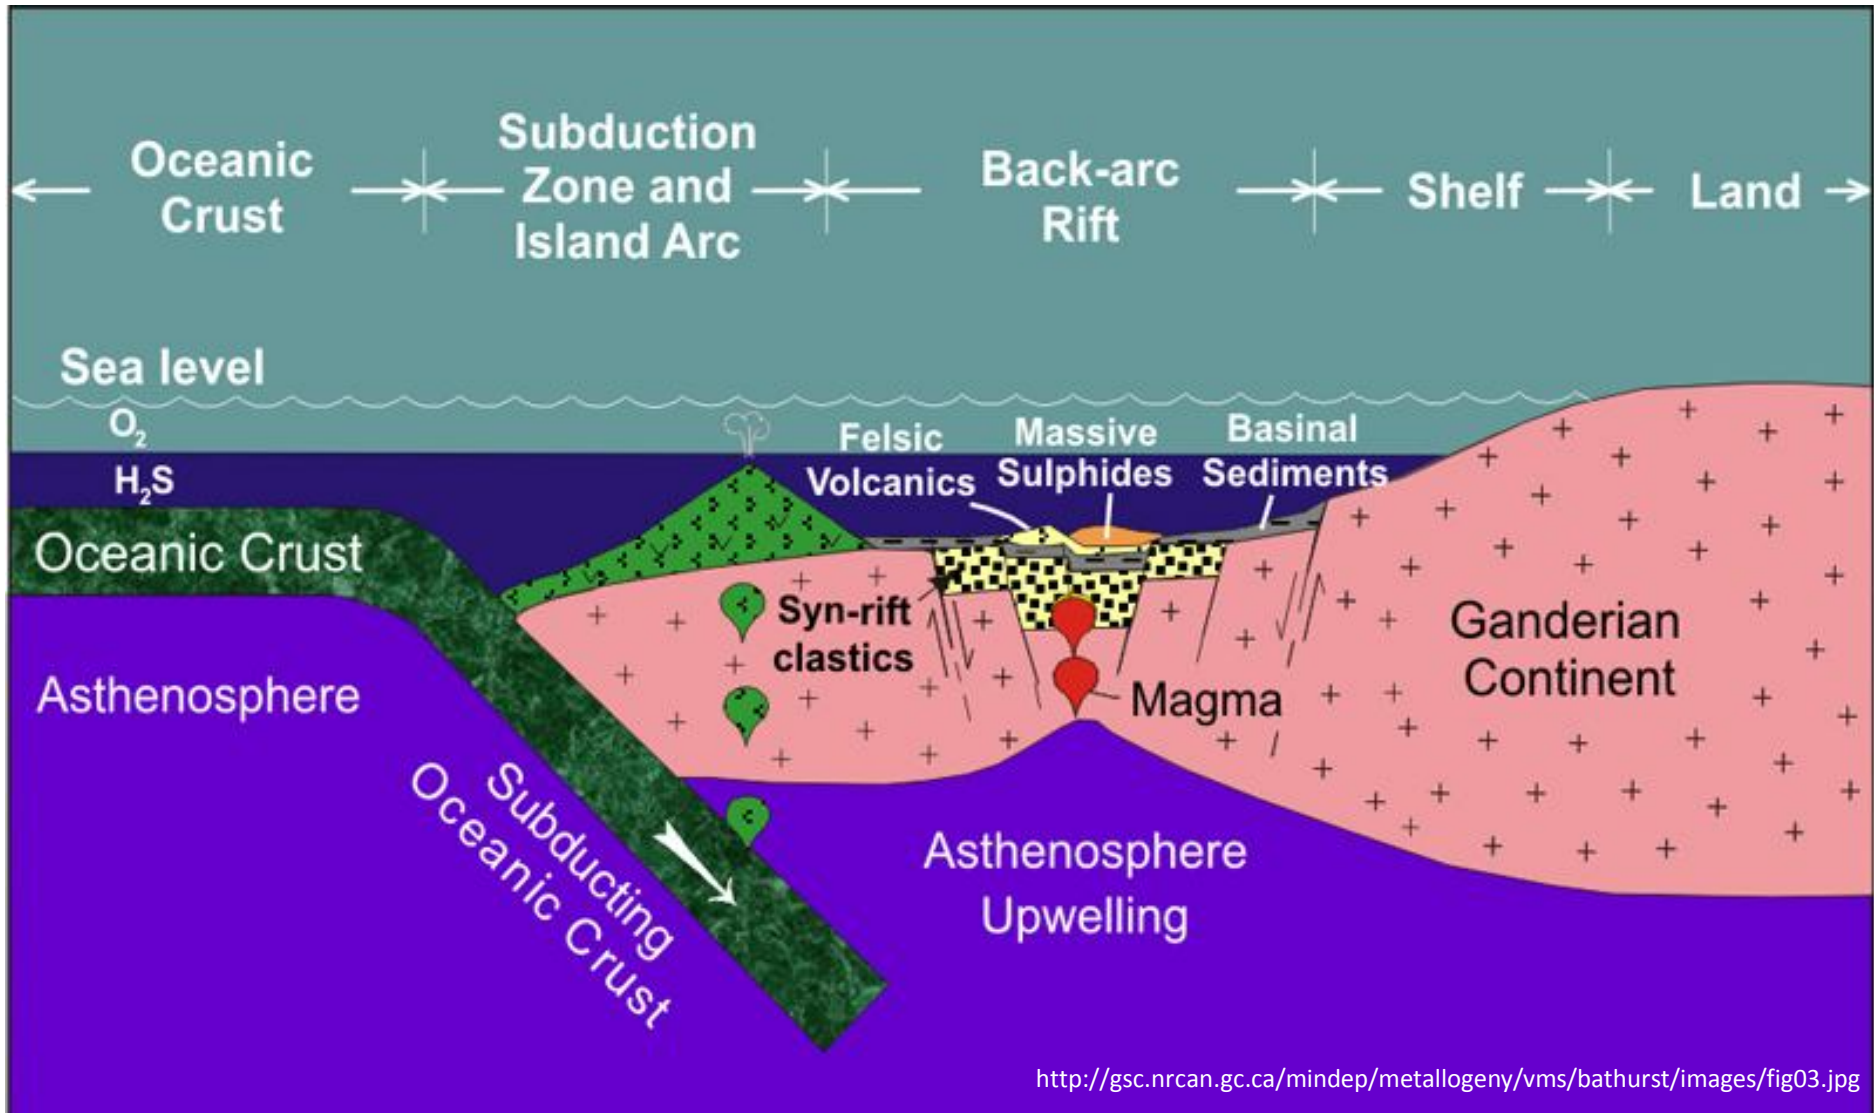 Oceanic
Crust
Subduction
Zone and
Island Arc
Back-arc
Rift
Shelf
Land
Sea level
O₂
H₂S
Felsic
Volcanics
Massive
Sulphides
Basinal
Sediments
Oceanic Crust
Syn-rift
clastics
Magma
Ganderian
Continent
Asthenosphere
Subducting
Oceanic Crust
Asthenosphere
Upwelling
http://gsc.nrcan.gc.ca/mindep/metallogeny/vms/bathurst/images/fig03.jpg